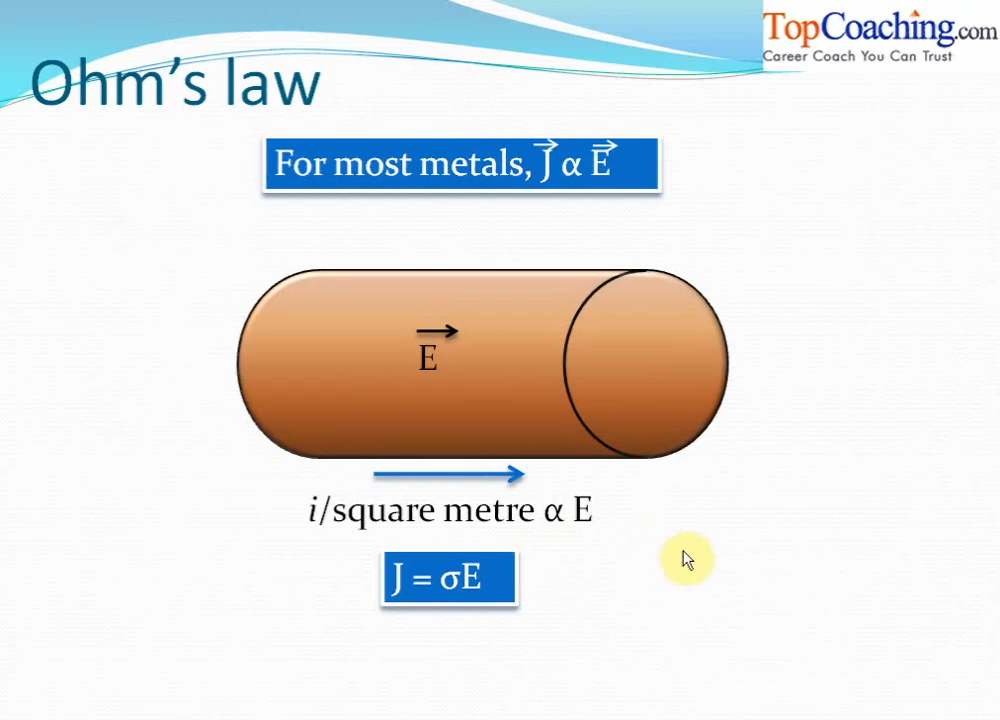 TopCoaching.com
Career Coach You Can Trust
Ohm's law
For most metals, J α E
E
i/square metre α E
J = σE